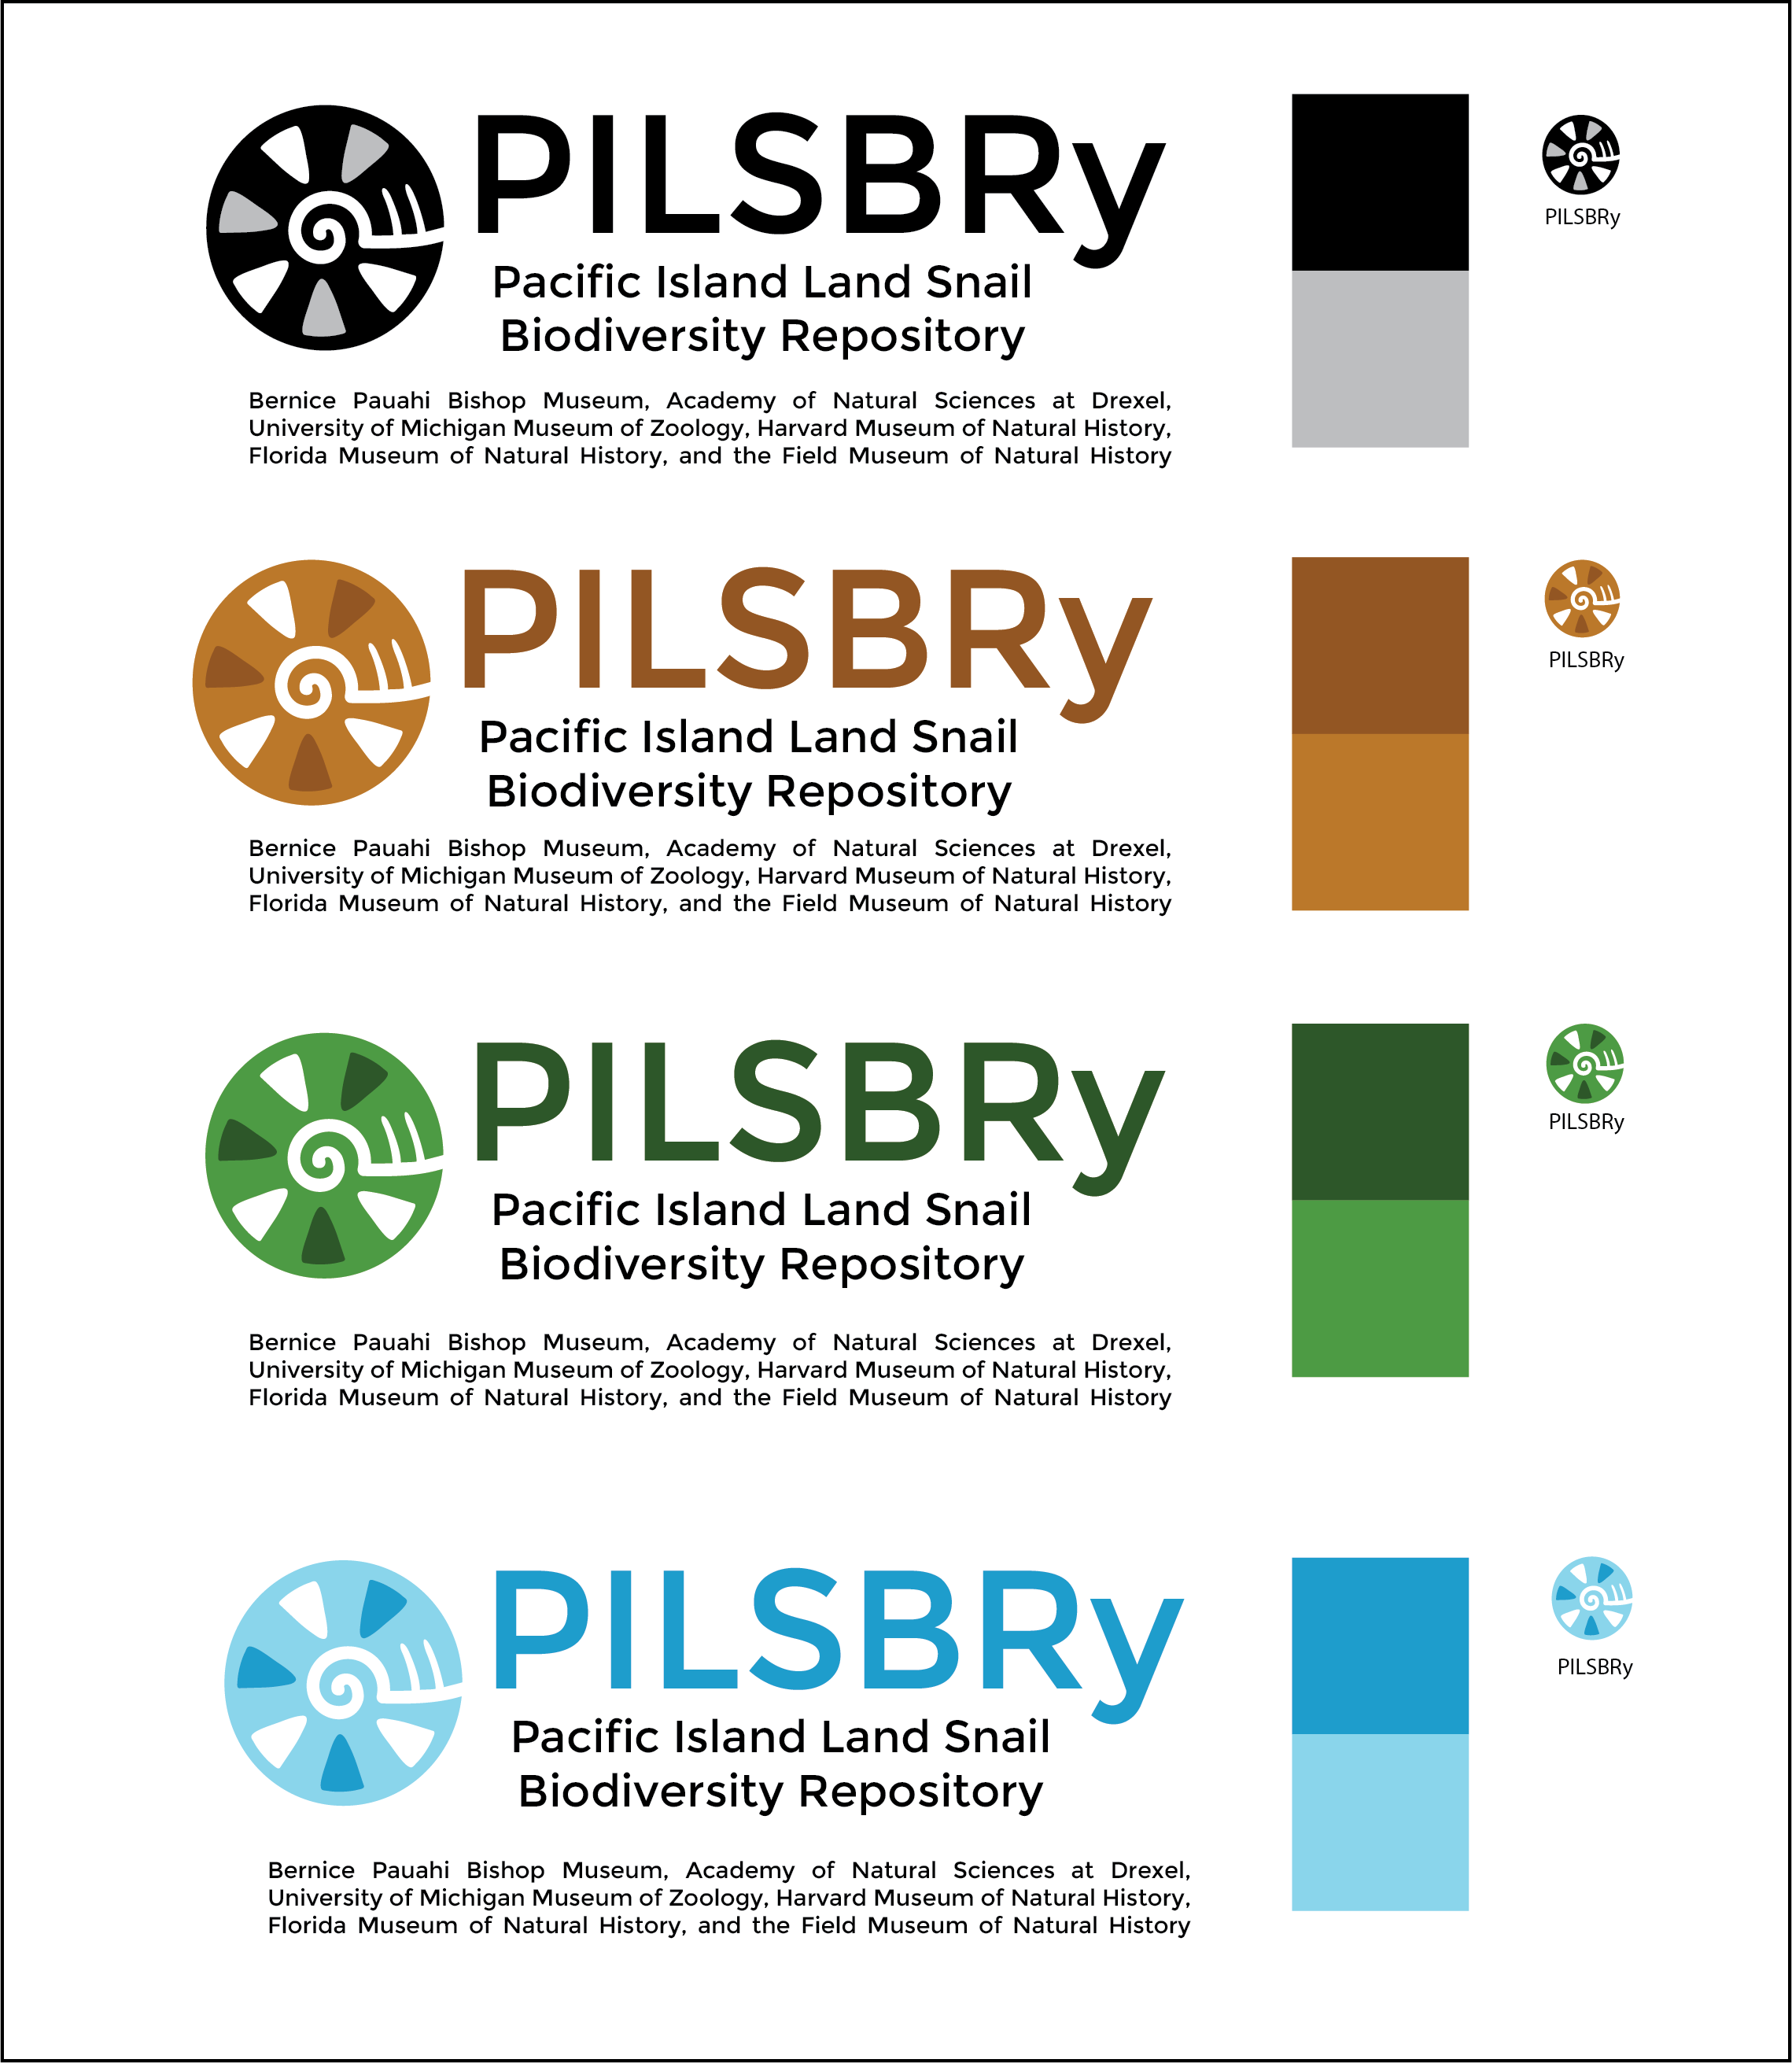 PILSBRy
Pacific Island Land Snail
Biodiversity Repository
Bernice Pauahi Bishop Museum, Academy of Natural Sciences at Drexel,
University of Michigan Museum of Zoology, Harvard Museum of Natural History,
Florida Museum of Natural History, and the Field Museum of Natural History
PILSBRy
PILSBRy
Pacific Island Land Snail
Biodiversity Repository
Bernice Pauahi Bishop Museum, Academy of Natural Sciences at Drexel,
University of Michigan Museum of Zoology, Harvard Museum of Natural History,
Florida Museum of Natural History, and the Field Museum of Natural History
PILSBRy
PILSBRy
Pacific Island Land Snail
Biodiversity Repository
Bernice Pauahi Bishop Museum, Academy of Natural Sciences at Drexel,
University of Michigan Museum of Zoology, Harvard Museum of Natural History,
Florida Museum of Natural History, and the Field Museum of Natural History
PILSBRy
PILSBRy
Pacific Island Land Snail
Biodiversity Repository
Bernice Pauahi Bishop Museum, Academy of Natural Sciences at Drexel,
University of Michigan Museum of Zoology, Harvard Museum of Natural History,
Florida Museum of Natural History, and the Field Museum of Natural History
PILSBRy